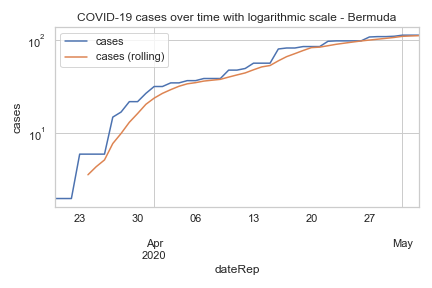 COVID-19 cases over time with logarithmic scale - Bermuda
cases
cases (rolling)
10²
10¹
cases
23
30
06
13
20
27
Apr
2020
May
dateRep